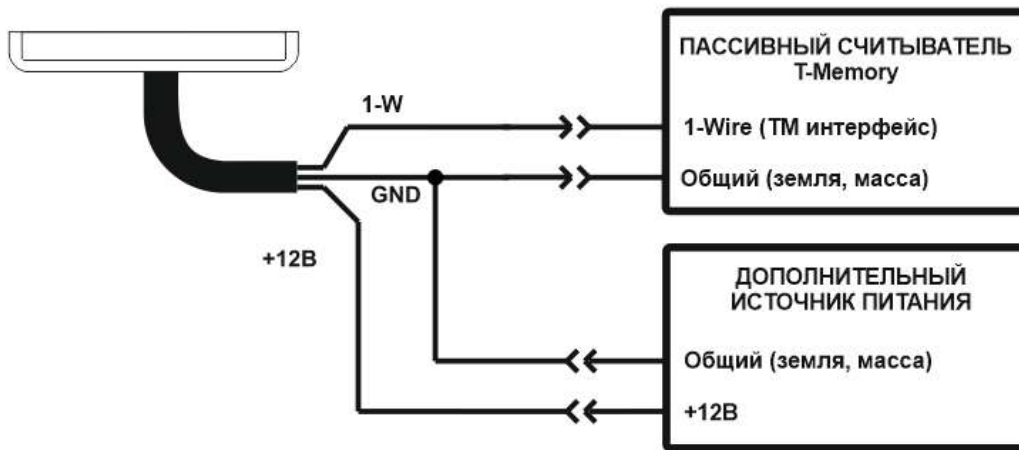 ПАССИВНЫЙ СЧИТЫВАТЕЛЬ
T-Memory
1-W
1-Wire (ТМ интерфейс)
Общий (земля, масса)
GND
+12В
ДОПОЛНИТЕЛЬНЫЙ
ИСТОЧНИК ПИТАНИЯ
Общий (земля, масса)
+12В